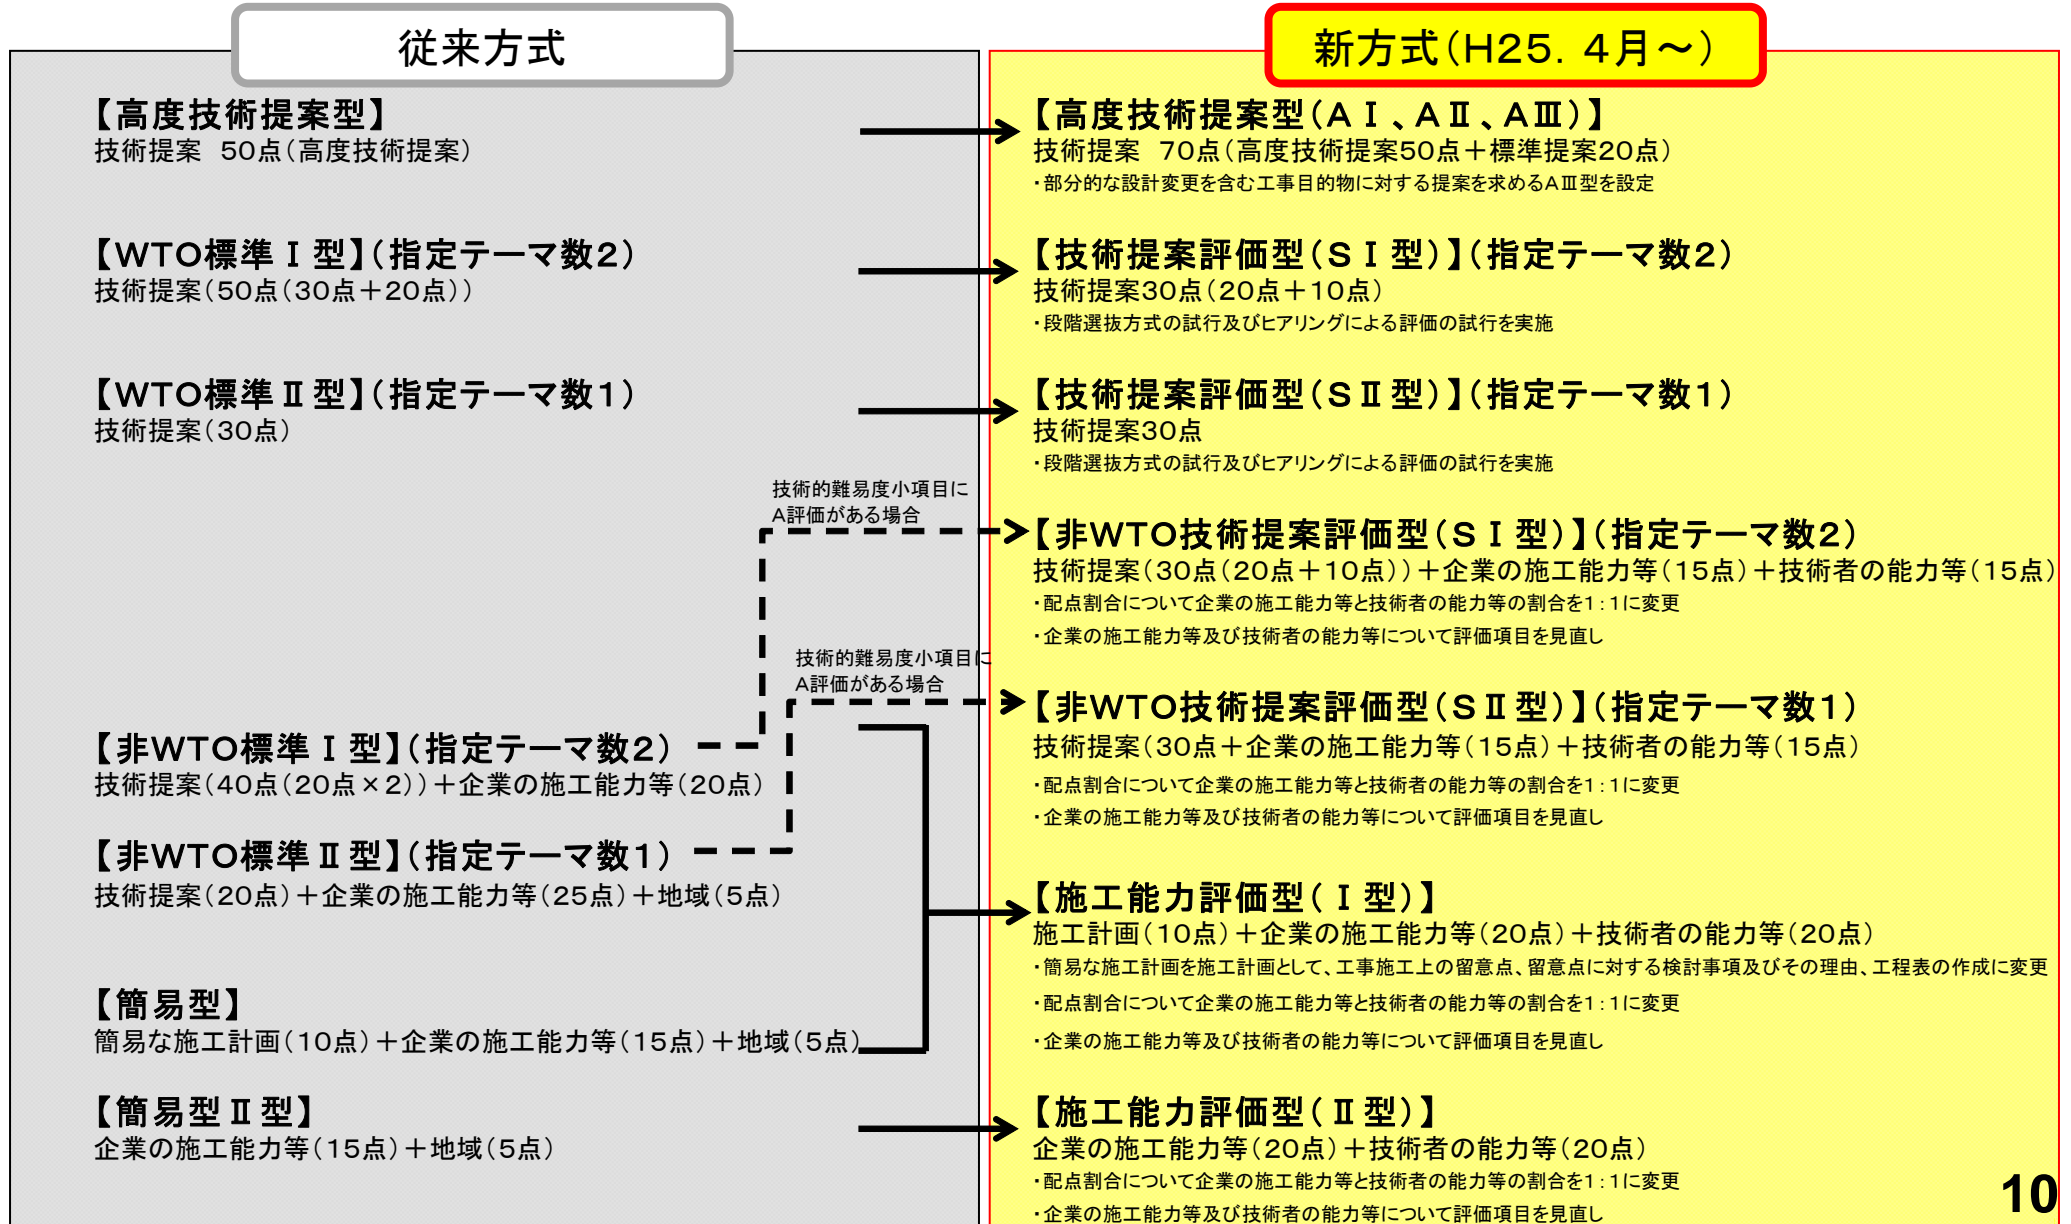 従来方式
【高度技術提案型】
技術提案　50点（高度技術提案）
【WTO標準Ⅰ型】（指定テーマ数2）
技術提案（50点（30点＋20点））
【WTO標準Ⅱ型】（指定テーマ数1）
技術提案（30点）
技術的難易度小項目に
A評価がある場合
技術的難易度小項目に
A評価がある場合
【非WTO標準Ⅰ型】（指定テーマ数2）
技術提案（40点（20点×2））＋企業の施工能力等（20点）
【非WTO標準Ⅱ型】（指定テーマ数1）
技術提案（20点）＋企業の施工能力等（25点）＋地域（5点）
【簡易型】
簡易な施工計画（10点）＋企業の施工能力等（15点）＋地域（5点）
【簡易型Ⅱ型】
企業の施工能力等（15点）＋地域（5点）
新方式（H25．4月～）
【高度技術提案型（AⅠ、AⅡ、AⅢ）】
技術提案　70点（高度技術提案50点＋標準提案20点）
・部分的な設計変更を含む工事目的物に対する提案を求めるAⅢ型を設定
【技術提案評価型（SⅠ型）】（指定テーマ数2）
技術提案30点（20点＋10点）
・段階選抜方式の試行及びヒアリングによる評価の試行を実施
【技術提案評価型（SⅡ型）】（指定テーマ数1）
技術提案30点
・段階選抜方式の試行及びヒアリングによる評価の試行を実施
【非WTO技術提案評価型（SⅠ型）】（指定テーマ数2）
技術提案（30点（20点＋10点））＋企業の施工能力等（15点）＋技術者の能力等（15点）
・配点割合について企業の施工能力等と技術者の能力等の割合を1：1に変更
・企業の施工能力等及び技術者の能力等について評価項目を見直し
【非WTO技術提案評価型（SⅡ型）】（指定テーマ数1）
技術提案（30点＋企業の施工能力等（15点）＋技術者の能力等（15点）
・配点割合について企業の施工能力等と技術者の能力等の割合を1：1に変更
・企業の施工能力等及び技術者の能力等について評価項目を見直し
【施工能力評価型（Ⅰ型）】
施工計画（10点）＋企業の施工能力等（20点）＋技術者の能力等（20点）
・簡易な施工計画を施工計画として、工事施工上の留意点、留意点に対する検討事項及びその理由、工程表の作成に変更
・配点割合について企業の施工能力等と技術者の能力等の割合を1：1に変更
・企業の施工能力等及び技術者の能力等について評価項目を見直し
【施工能力評価型（Ⅱ型）】
企業の施工能力等（20点）＋技術者の能力等（20点）
・配点割合について企業の施工能力等と技術者の能力等の割合を1：1に変更
・企業の施工能力等及び技術者の能力等について評価項目を見直し
10